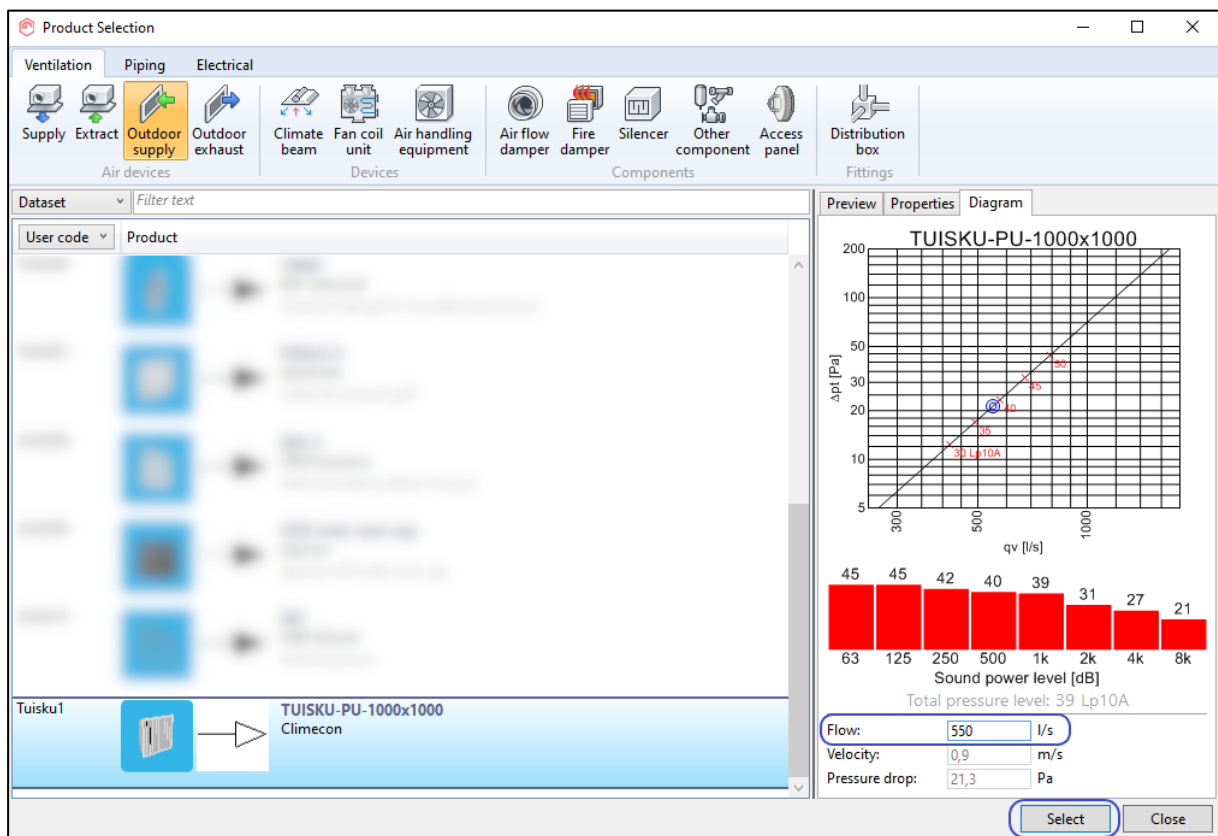 Product Selection
Ventilation Piping Electrical
Supply Extract Outdoor supply Outdoor exhaust Climate beam Fan coil unit Air handling equipment Air flow damper Fire damper Silencer Other component Access panel Distribution box
Air devices Devices Components Fittings
Dataset Filter text
User code Product
Tuisku1
TUISKU-PU-1000x1000
Climecon
Preview Properties Diagram
TUISKU-PU-1000x1000
200
100
50
30
20
10
5
Δpt [Pa]
50
45
40
35
30 Lp10A
300 500 1000
qv [l/s]
45 45 42 40 39 31 27 21
63 125 250 500 1k 2k 4k 8k
Sound power level [dB]
Total pressure level: 39 Lp10A
Flow: 550 l/s
Velocity: 0,9 m/s
Pressure drop: 21,3 Pa
Select Close